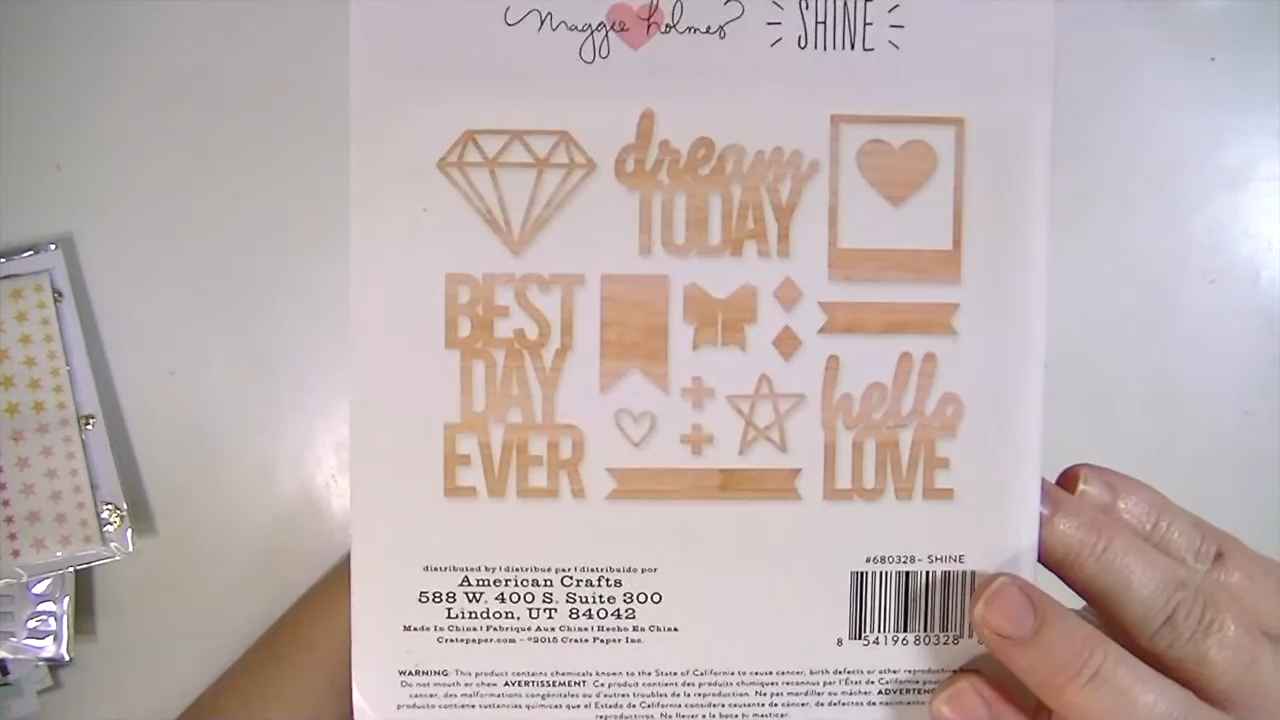 maggie holmes SHINE
dream
TODAY
BEST
DAY
EVER
hello
LOVE
#680328- SHINE
distributed by | distribué par | distribuido por
American Crafts
588 W. 400 S. Suite 300
Lindon, UT 84042
Made In China | Fabriqué Aux Chine | Hecho En China
Cratepaper.com - ©2015 Crate Paper Inc.
8 54196 80328
WARNING: This product contains chemicals known to the State of California to cause cancer, birth defects or other
Do not mouth or chew. AVERTISSEMENT: Ce produit contient des produits chimiques reconnus par l'État de Californie
cancer, des malformations congénitales ou d'autres troubles de la reproduction. Ne pas mordiller ou mâcher.
producto contiene sustancias químicas que el Estado de California considera causante de cáncer, de defectos de nacimiento
reproductivos. No llevar a la boca ni masticar.